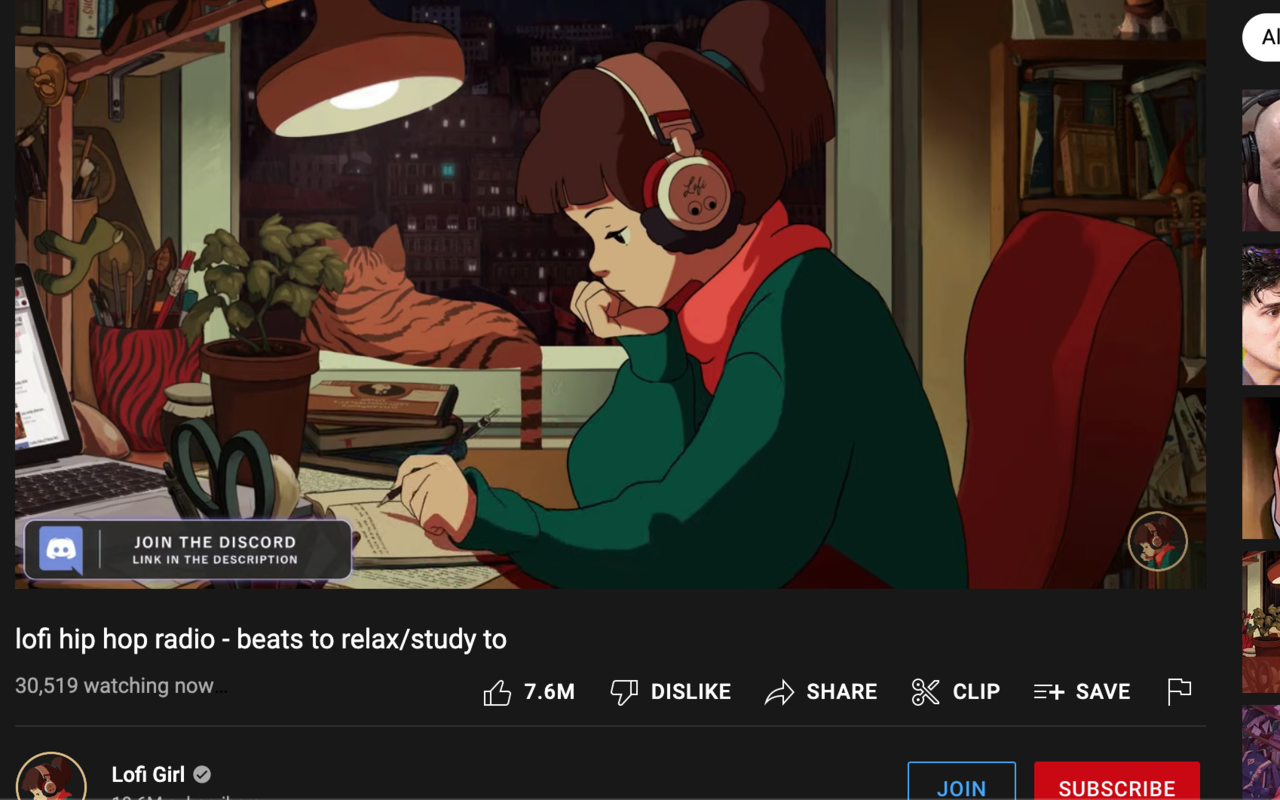 Al
Lofi
JOIN THE DISCORD
LINK IN THE DESCRIPTION
lofi hip hop radio - beats to relax/study to
30,519 watching now...
7.6M
DISLIKE
SHARE
CLIP
SAVE
Lofi Girl
JOIN
SUBSCRIBE